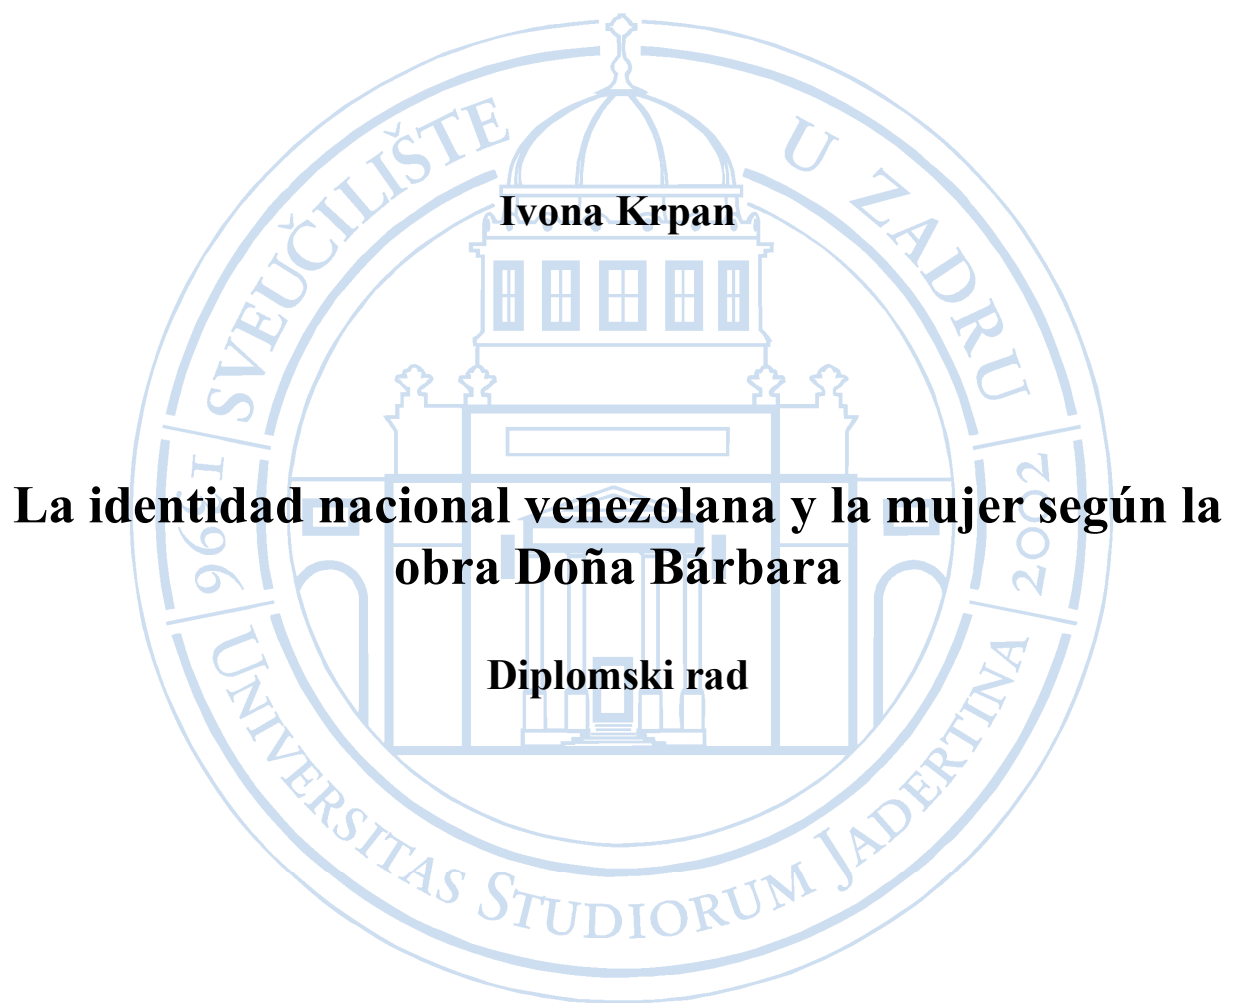 Ivona Krpan
La identidad nacional venezolana y la mujer según la
obra Doña Bárbara
Diplomski rad
SVEUČILIŠTE U ZADRU
1396
2002
UNIVERSITAS STUDIORUM JADERTINA